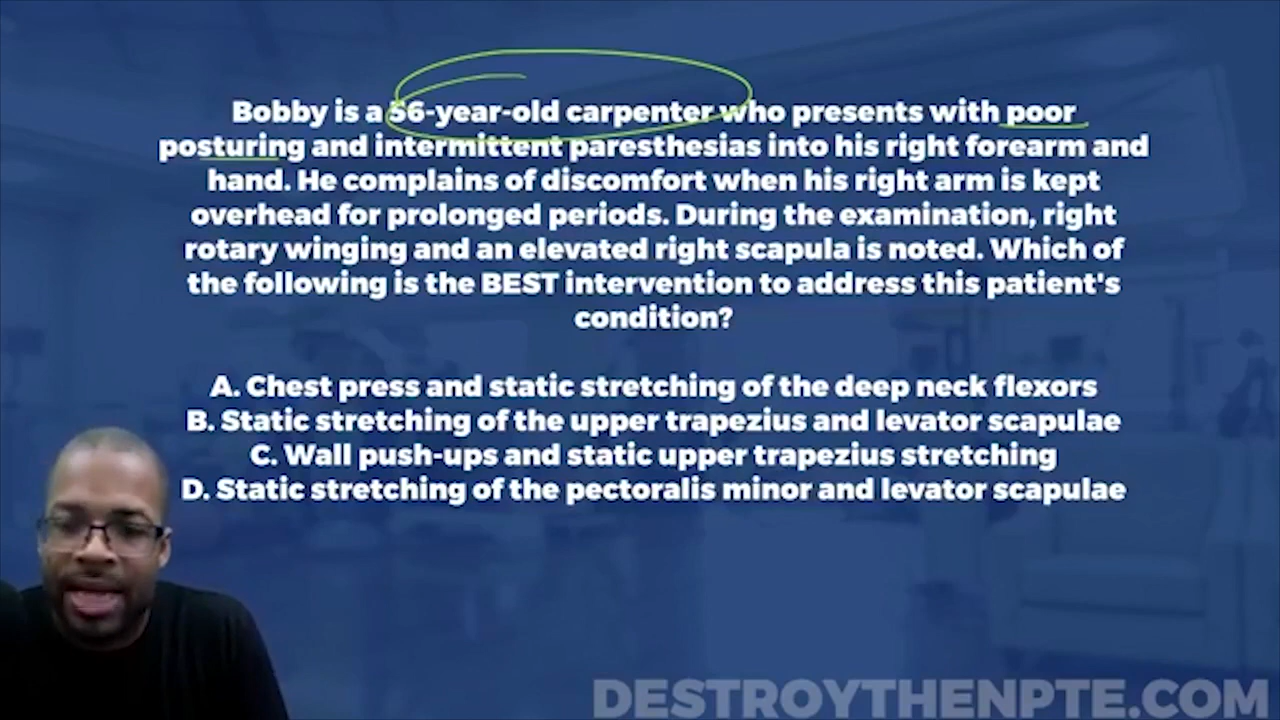 Bobby is a 56-year-old carpenter who presents with poor
posturing and intermittent paresthesias into his right forearm and
hand. He complains of discomfort when his right arm is kept
overhead for prolonged periods. During the examination, right
rotary winging and an elevated right scapula is noted. Which of
the following is the BEST intervention to address this patient's
condition?
A. Chest press and static stretching of the deep neck flexors
B. Static stretching of the upper trapezius and levator scapulae
C. Wall push-ups and static upper trapezius stretching
D. Static stretching of the pectoralis minor and levator scapulae
DESTROYTHENPTE.COM